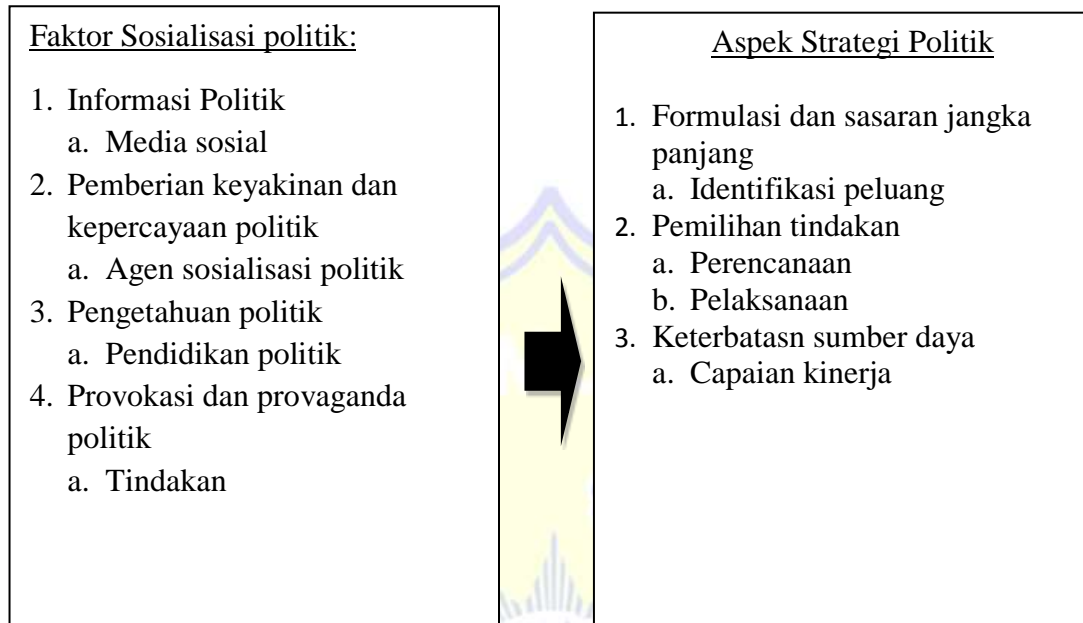 Faktor Sosialisasi politik:
1. Informasi Politik
a. Media sosial
2. Pemberian keyakinan dan
kepercayaan politik
a. Agen sosialisasi politik
3. Pengetahuan politik
a. Pendidikan politik
4. Provokasi dan provaganda
politik
a. Tindakan
Aspek Strategi Politik
1. Formulasi dan sasaran jangka
panjang
a. Identifikasi peluang
2. Pemilihan tindakan
a. Perencanaan
b. Pelaksanaan
3. Keterbatasn sumber daya
a. Capaian kinerja